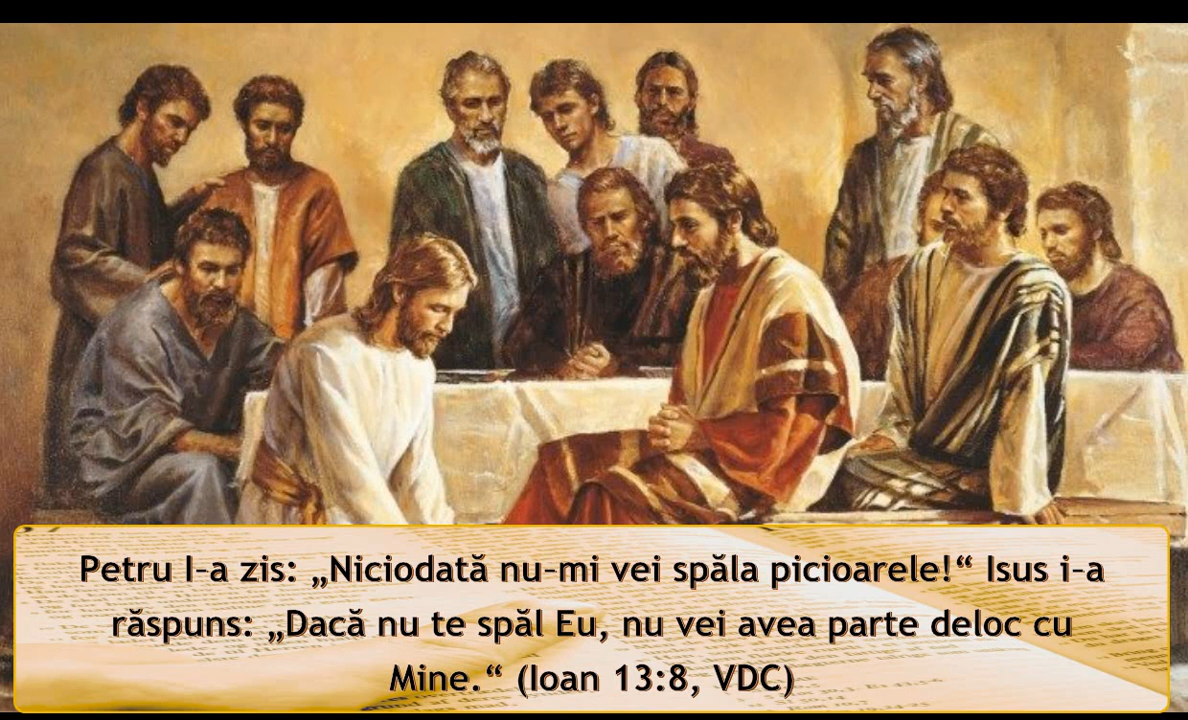 Petru I-a zis: „Niciodată nu-mi vei spăla picioarele!“ Isus i-a
răspuns: „Dacă nu te spăl Eu, nu vei avea parte deloc cu
Mine.“ (Ioan 13:8, VDC)